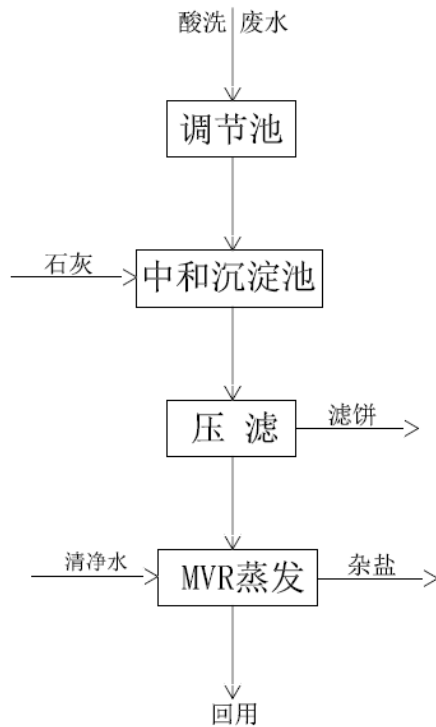 酸洗 废水
调节池
石灰
中和沉淀池
压 滤
滤饼
清净水
MVR蒸发
杂盐
回用